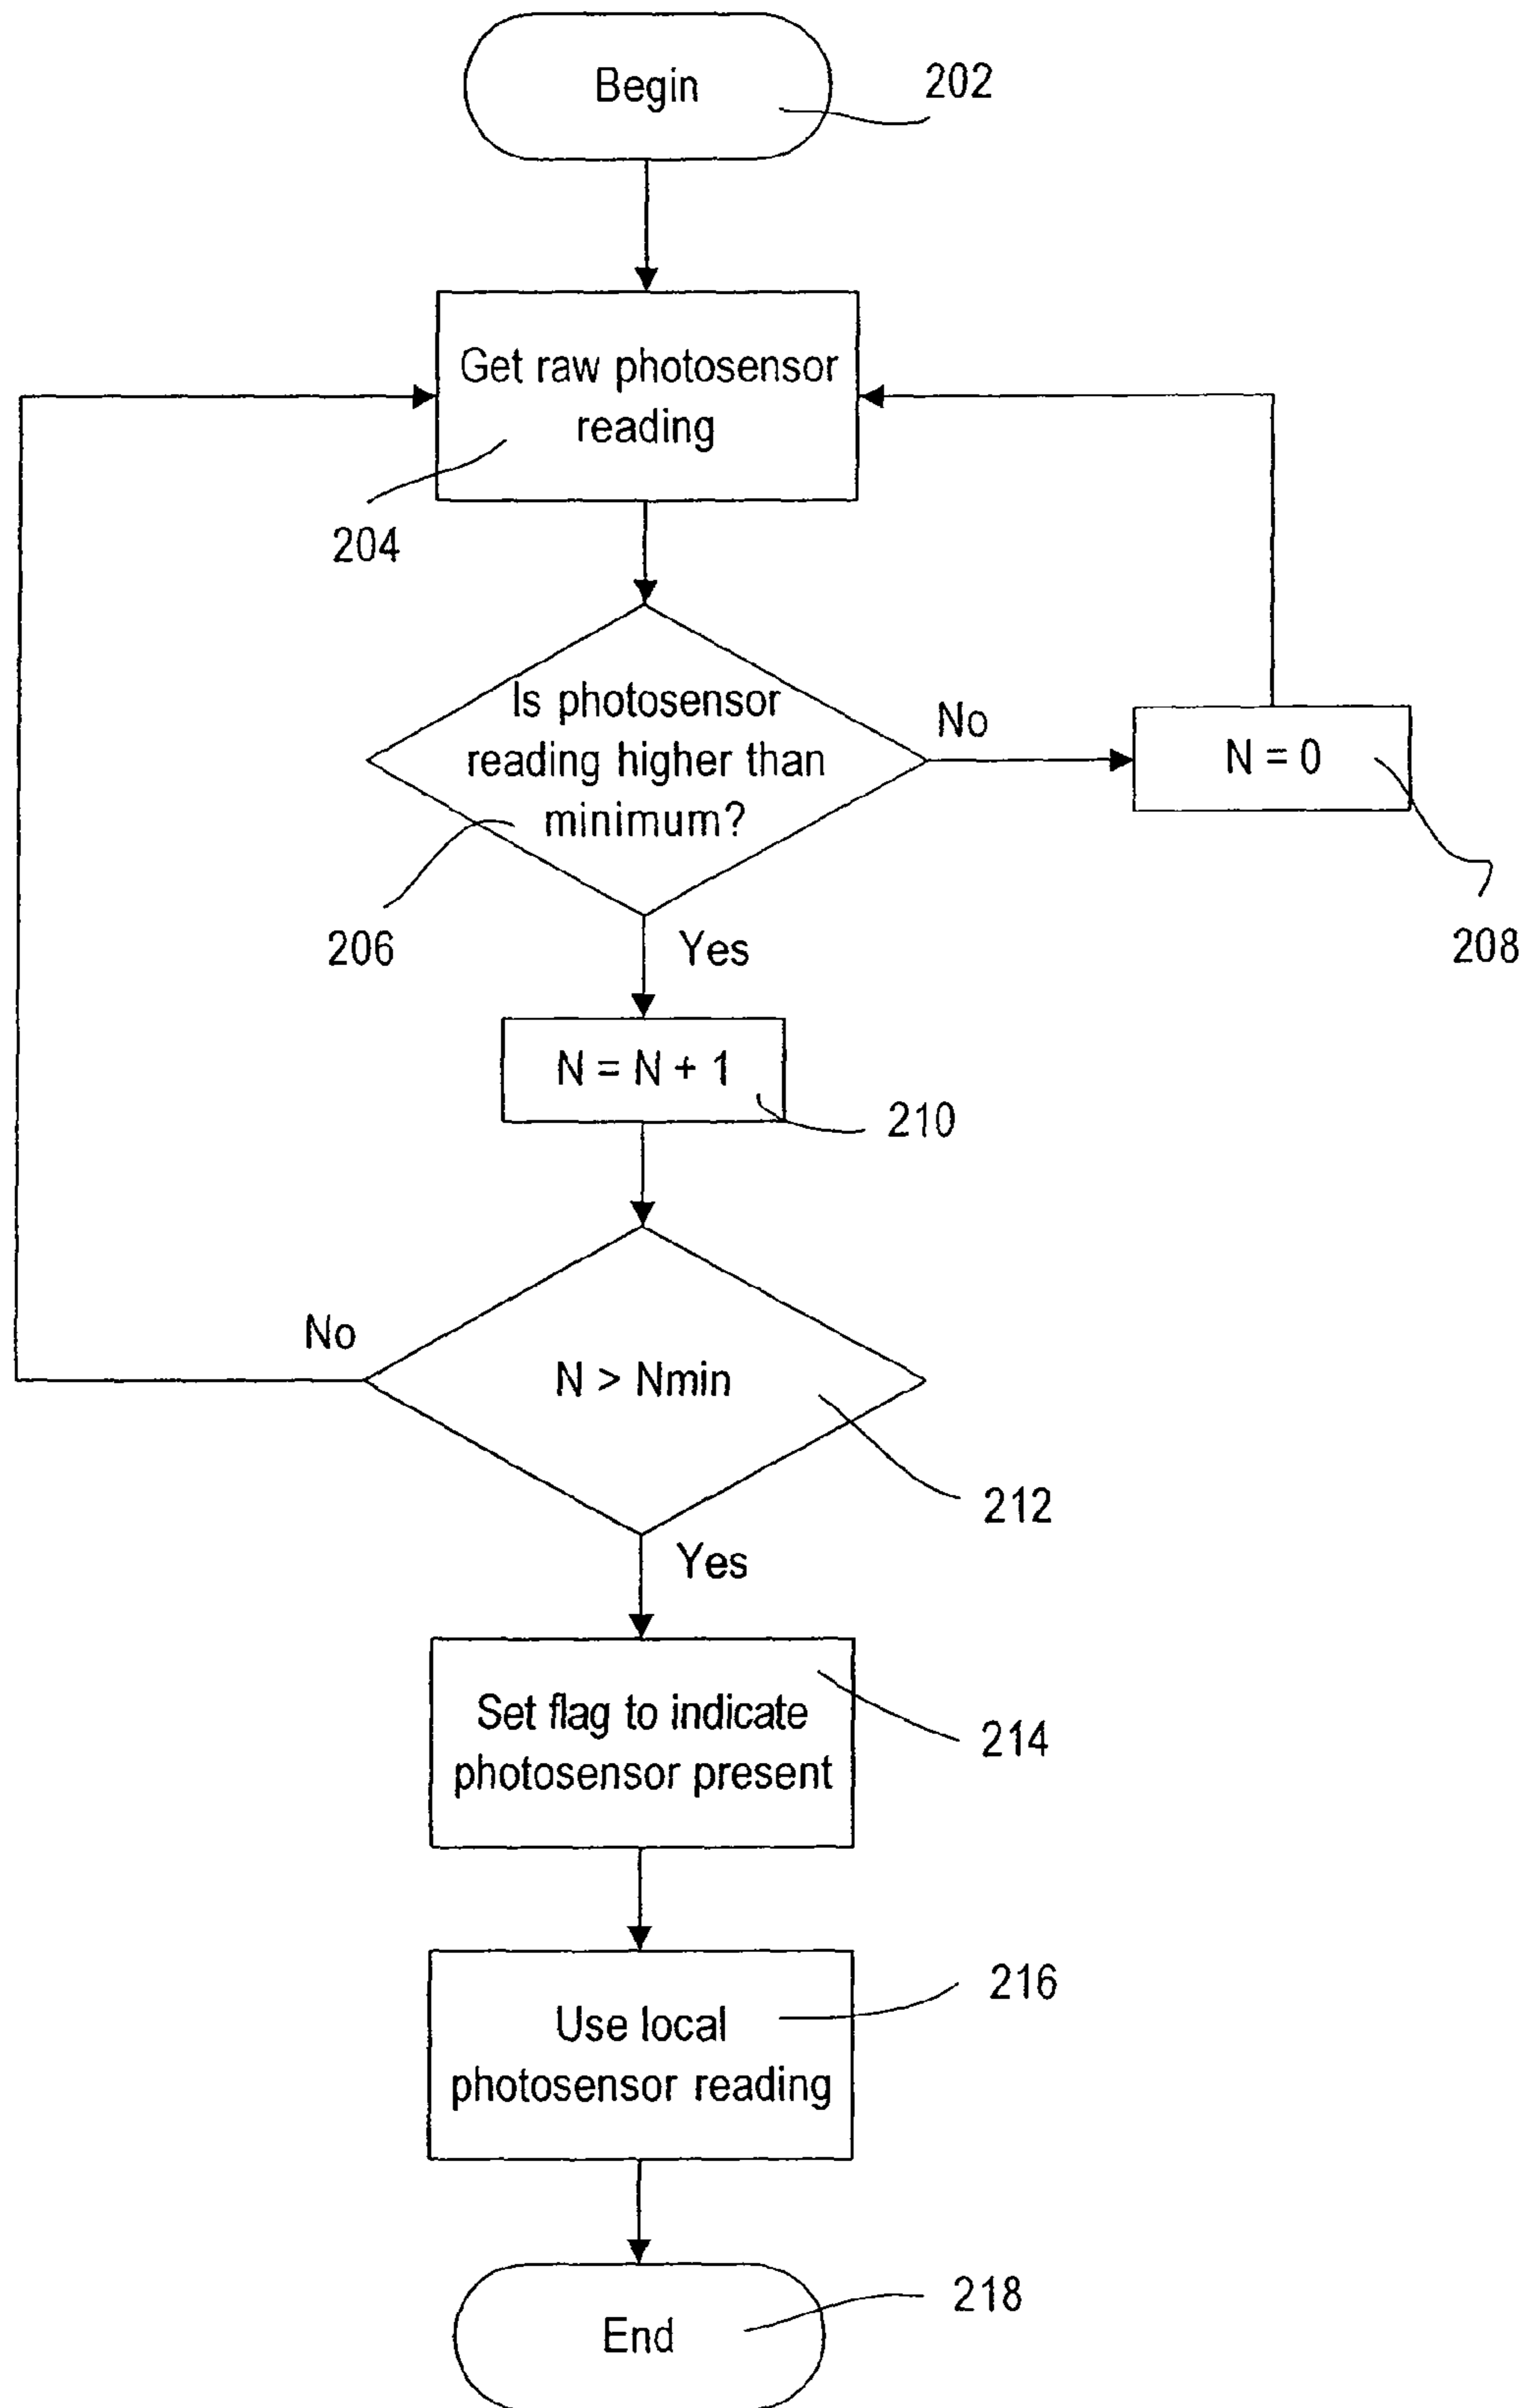 Begin
202
Get raw photosensor
reading
204
Is photosensor
reading higher than
minimum?
No
N = 0
206
Yes
208
N = N + 1
210
No
N > Nmin
212
Yes
Set flag to indicate
photosensor present
214
216
Use local
photosensor reading
218
End